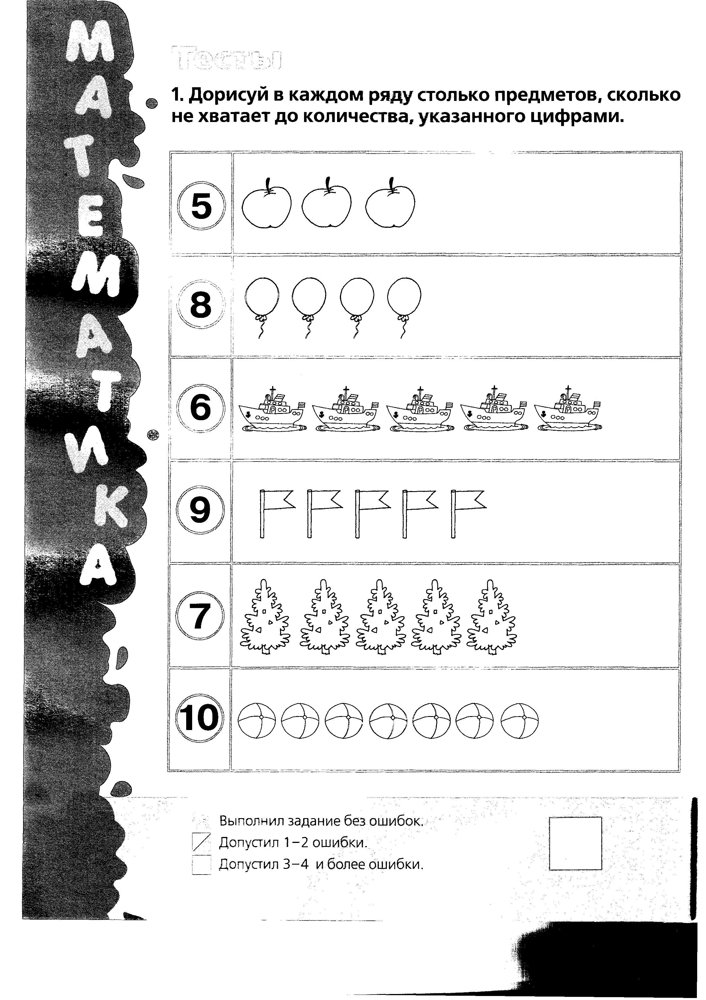 МАТЕМАТИКА
Тесты
1. Дорисуй в каждом ряду столько предметов, сколько
не хватает до количества, указанного цифрами.
5
8
6
9
7
10
Выполнил задание без ошибок.
Допустил 1–2 ошибки.
Допустил 3–4 и более ошибки.